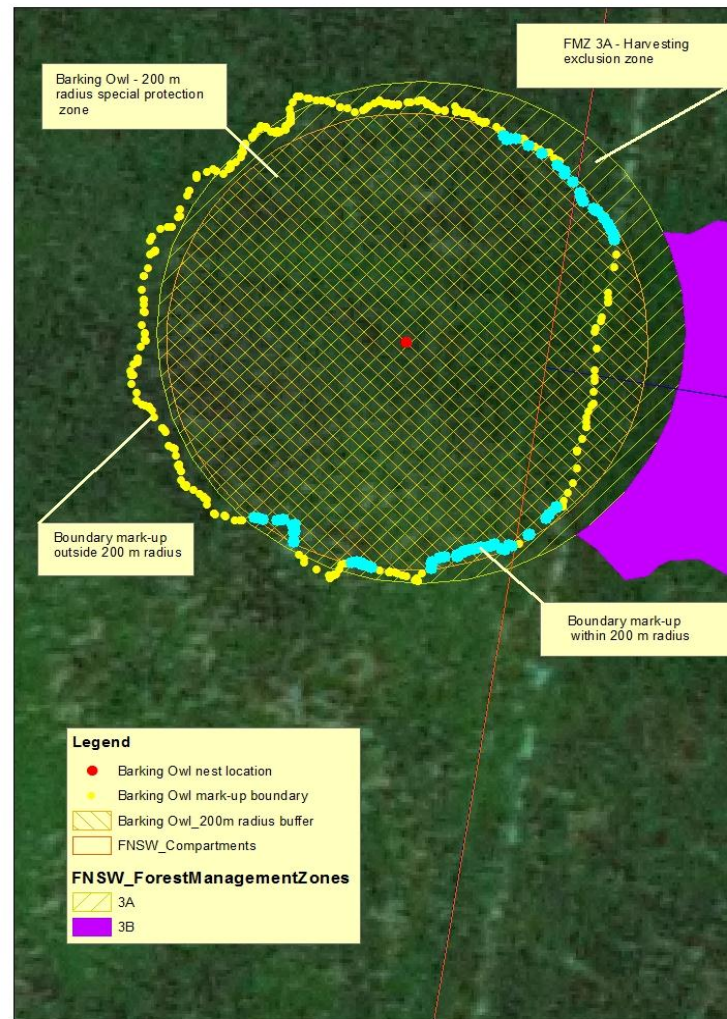 FMZ 3A - Harvesting
exclusion zone
Barking Owl - 200 m
radius special protection
zone
Boundary mark-up
outside 200 m radius
Boundary mark-up
within 200 m radius
Legend
Barking Owl nest location
Barking Owl mark-up boundary
Barking Owl_200m radius buffer
FNSW_Compartments
FNSW_ForestManagementZones
3A
3B